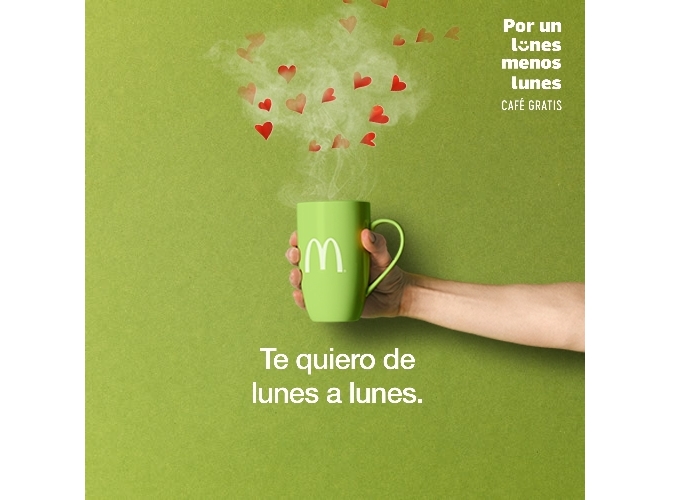 Por un
lunes
menos
lunes
CAFÉ GRATIS
M
Te quiero de
lunes a lunes.